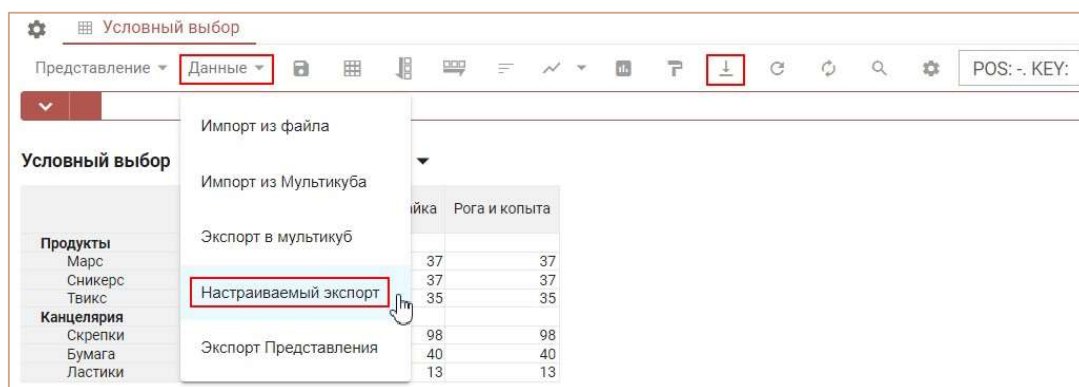 Условный выбор
Представление Данные POS: -. KEY:
Импорт из файла
Условный выбор
Импорт из Мультикуба
йка Рога и копыта
Экспорт в мультикуб
Продукты
Марс 37 37
Сникерс 37 37
Настраиваемый экспорт
Твикс 35 35
Канцелярия
Скрепки 98 98
Экспорт Представления
Бумага 40 40
Ластики 13 13